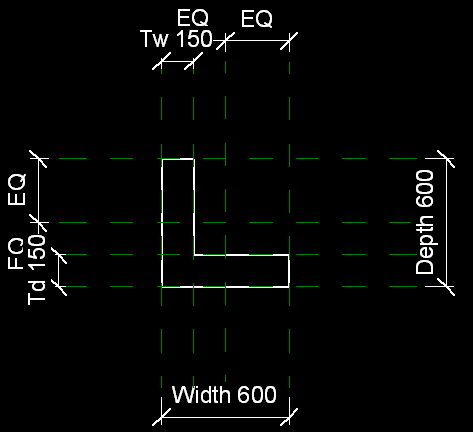 EQ
EQ
Tw 150
EQ
EQ
Td 150
Depth 600
Width 600